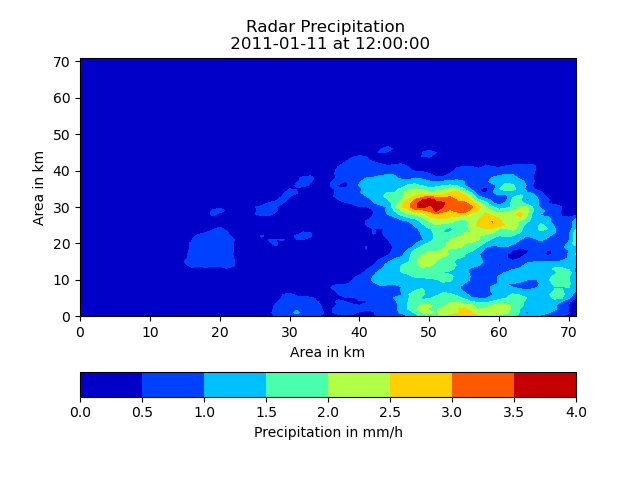 Radar Precipitation
2011-01-11 at 12:00:00
70
60
50
40
30
20
10
0
Area in km
0 10 20 30 40 50 60 70
Area in km
0.0 0.5 1.0 1.5 2.0 2.5 3.0 3.5 4.0
Precipitation in mm/h